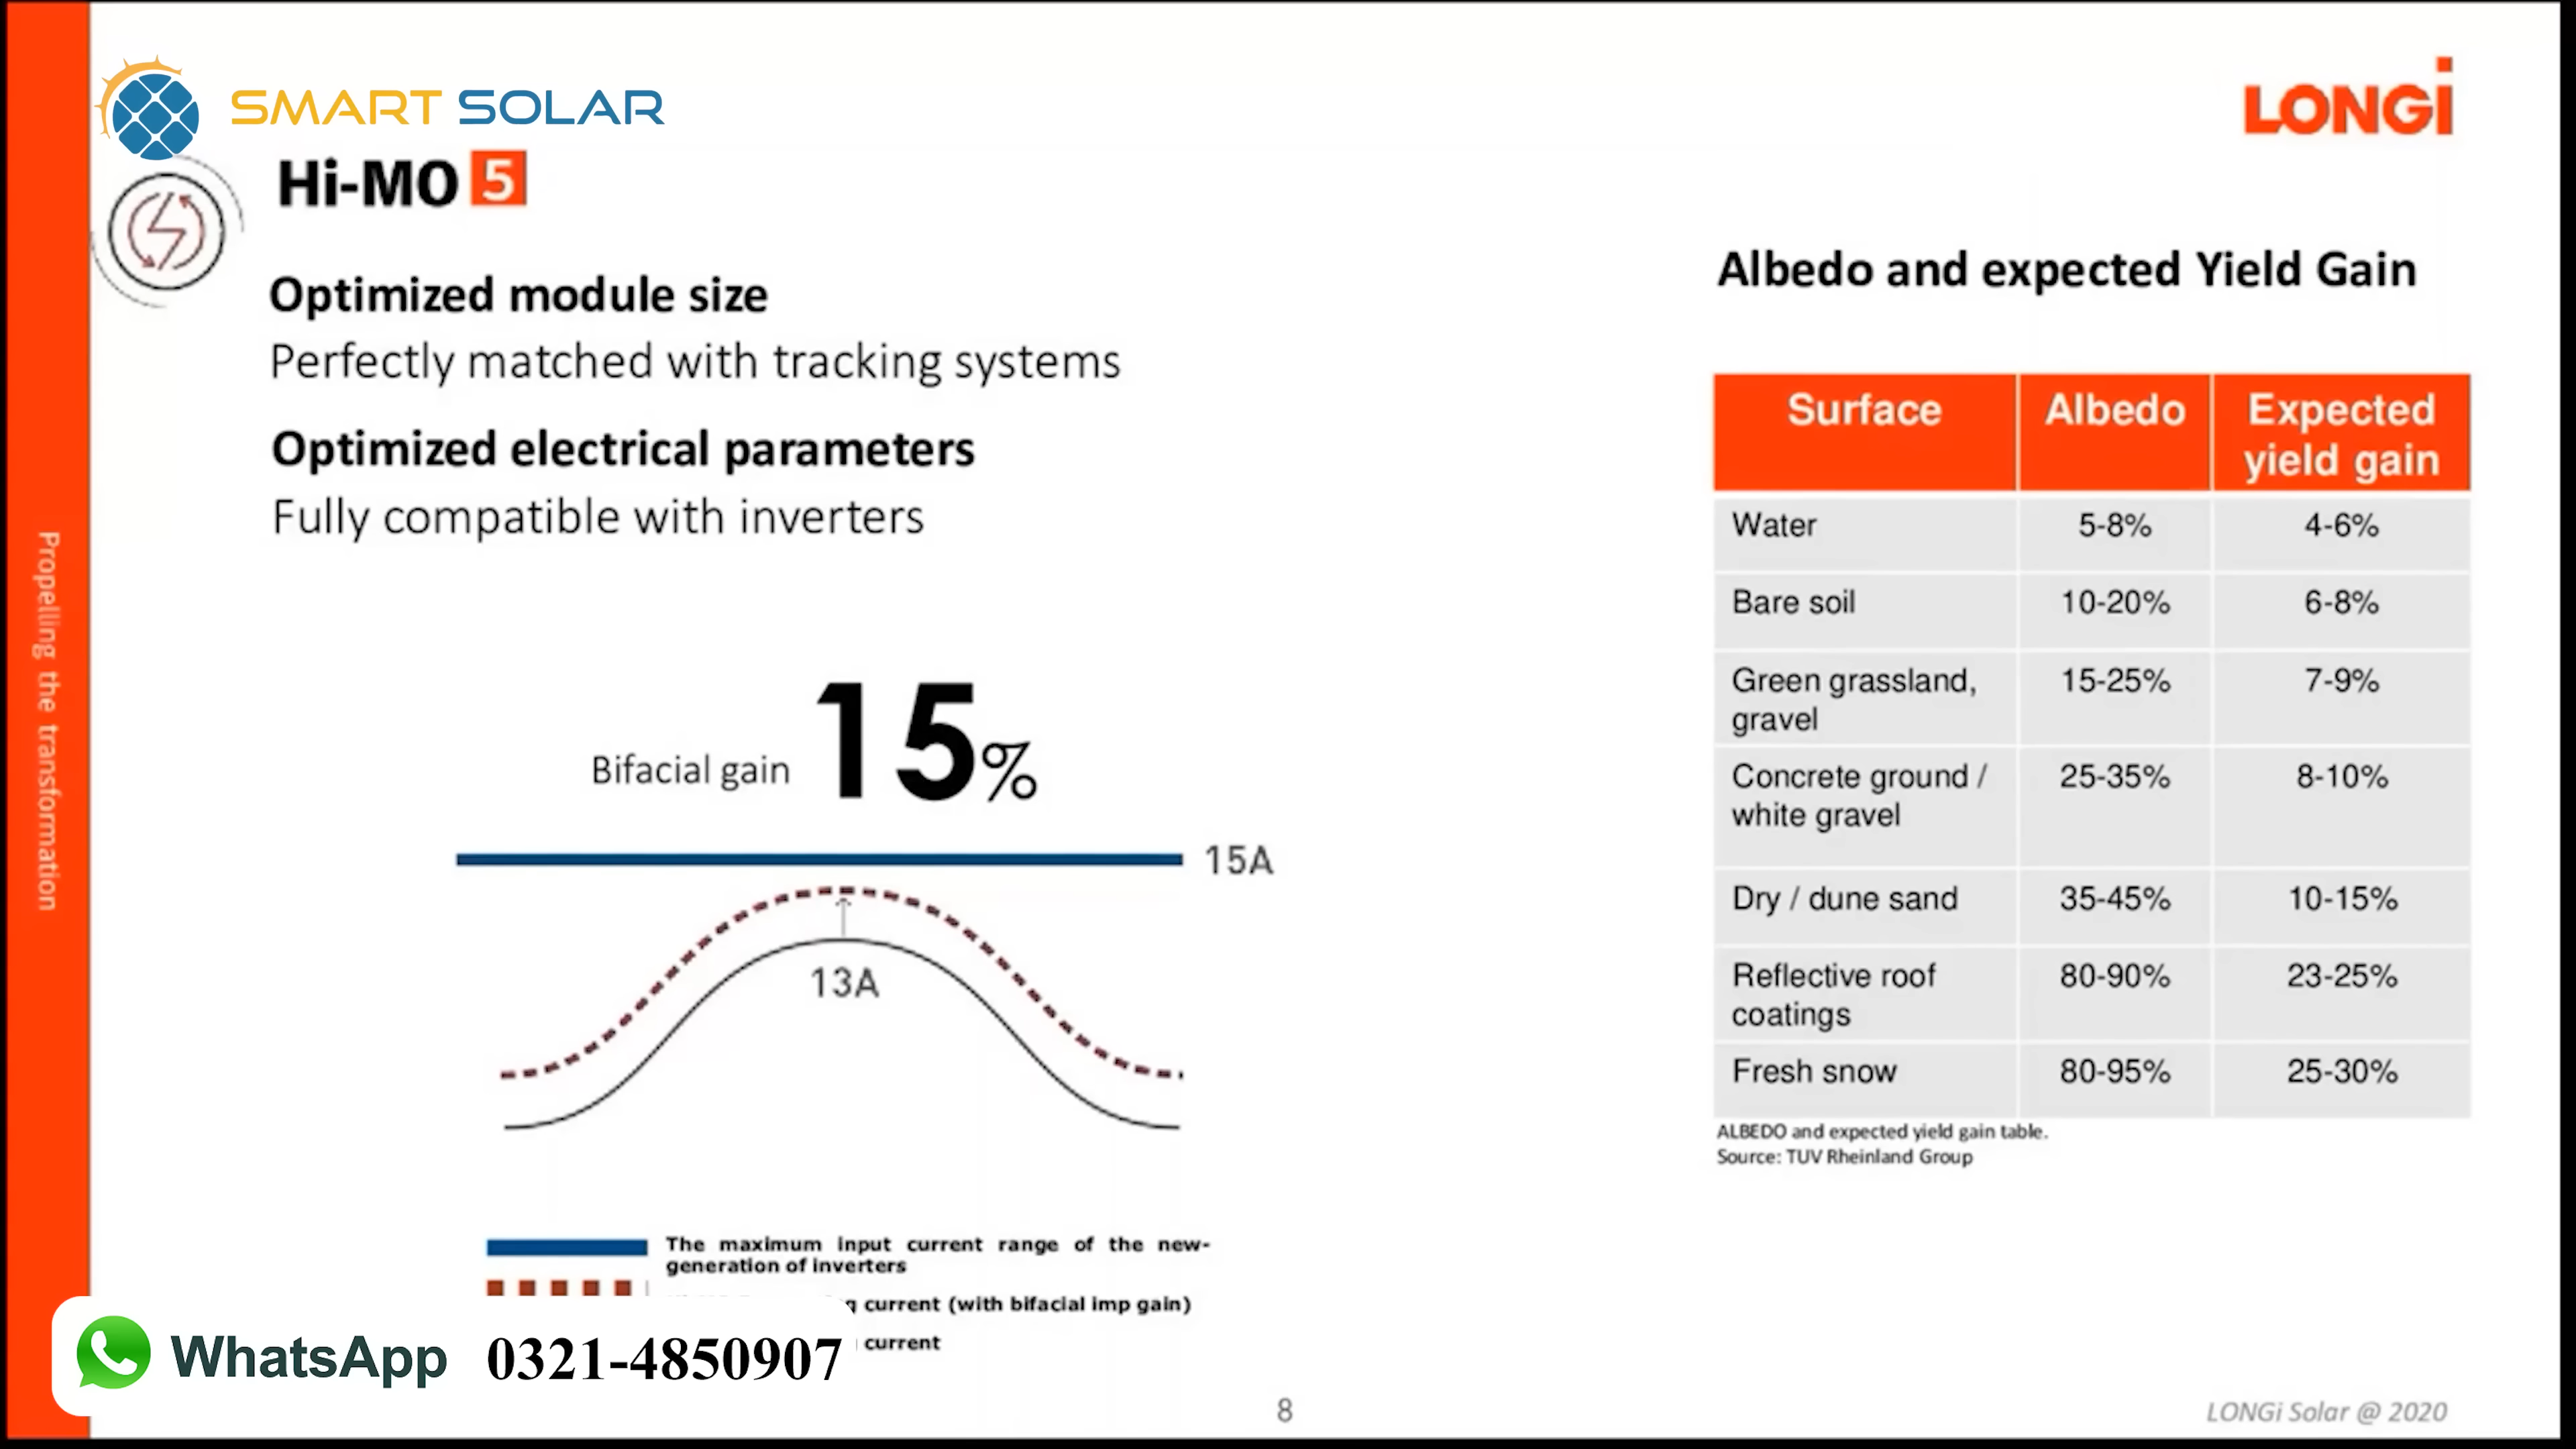 SMART SOLAR
LONGi
Hi-MO 5
Optimized module size
Perfectly matched with tracking systems
Optimized electrical parameters
Fully compatible with inverters
Propelling the transformation
Bifacial gain 15%
15A
13A
The maximum input current range of the new-
generation of inverters
current (with bifacial imp gain)
current
WhatsApp 0321-4850907
Albedo and expected Yield Gain
Surface Albedo Expected
yield gain
Water 5-8% 4-6%
Bare soil 10-20% 6-8%
Green grassland, 15-25% 7-9%
gravel
Concrete ground / 25-35% 8-10%
white gravel
Dry / dune sand 35-45% 10-15%
Reflective roof 80-90% 23-25%
coatings
Fresh snow 80-95% 25-30%
ALBEDO and expected yield gain table.
Source: TUV Rheinland Group
8
LONGi Solar @ 2020